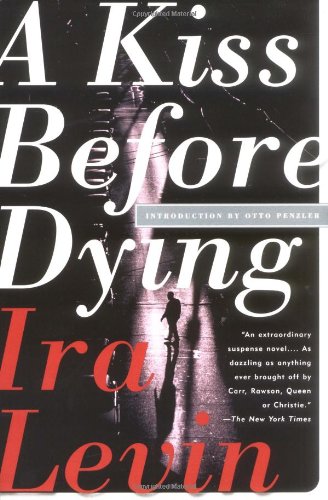 A Kiss
Before
Dying
INTRODUCTION BY OTTO PENZLER
Ira
Levin
"An extraordinary
suspense novel.... As
dazzling as anything
ever brought off by
Carr, Rawson, Queen
or Christie."
—The New York Times